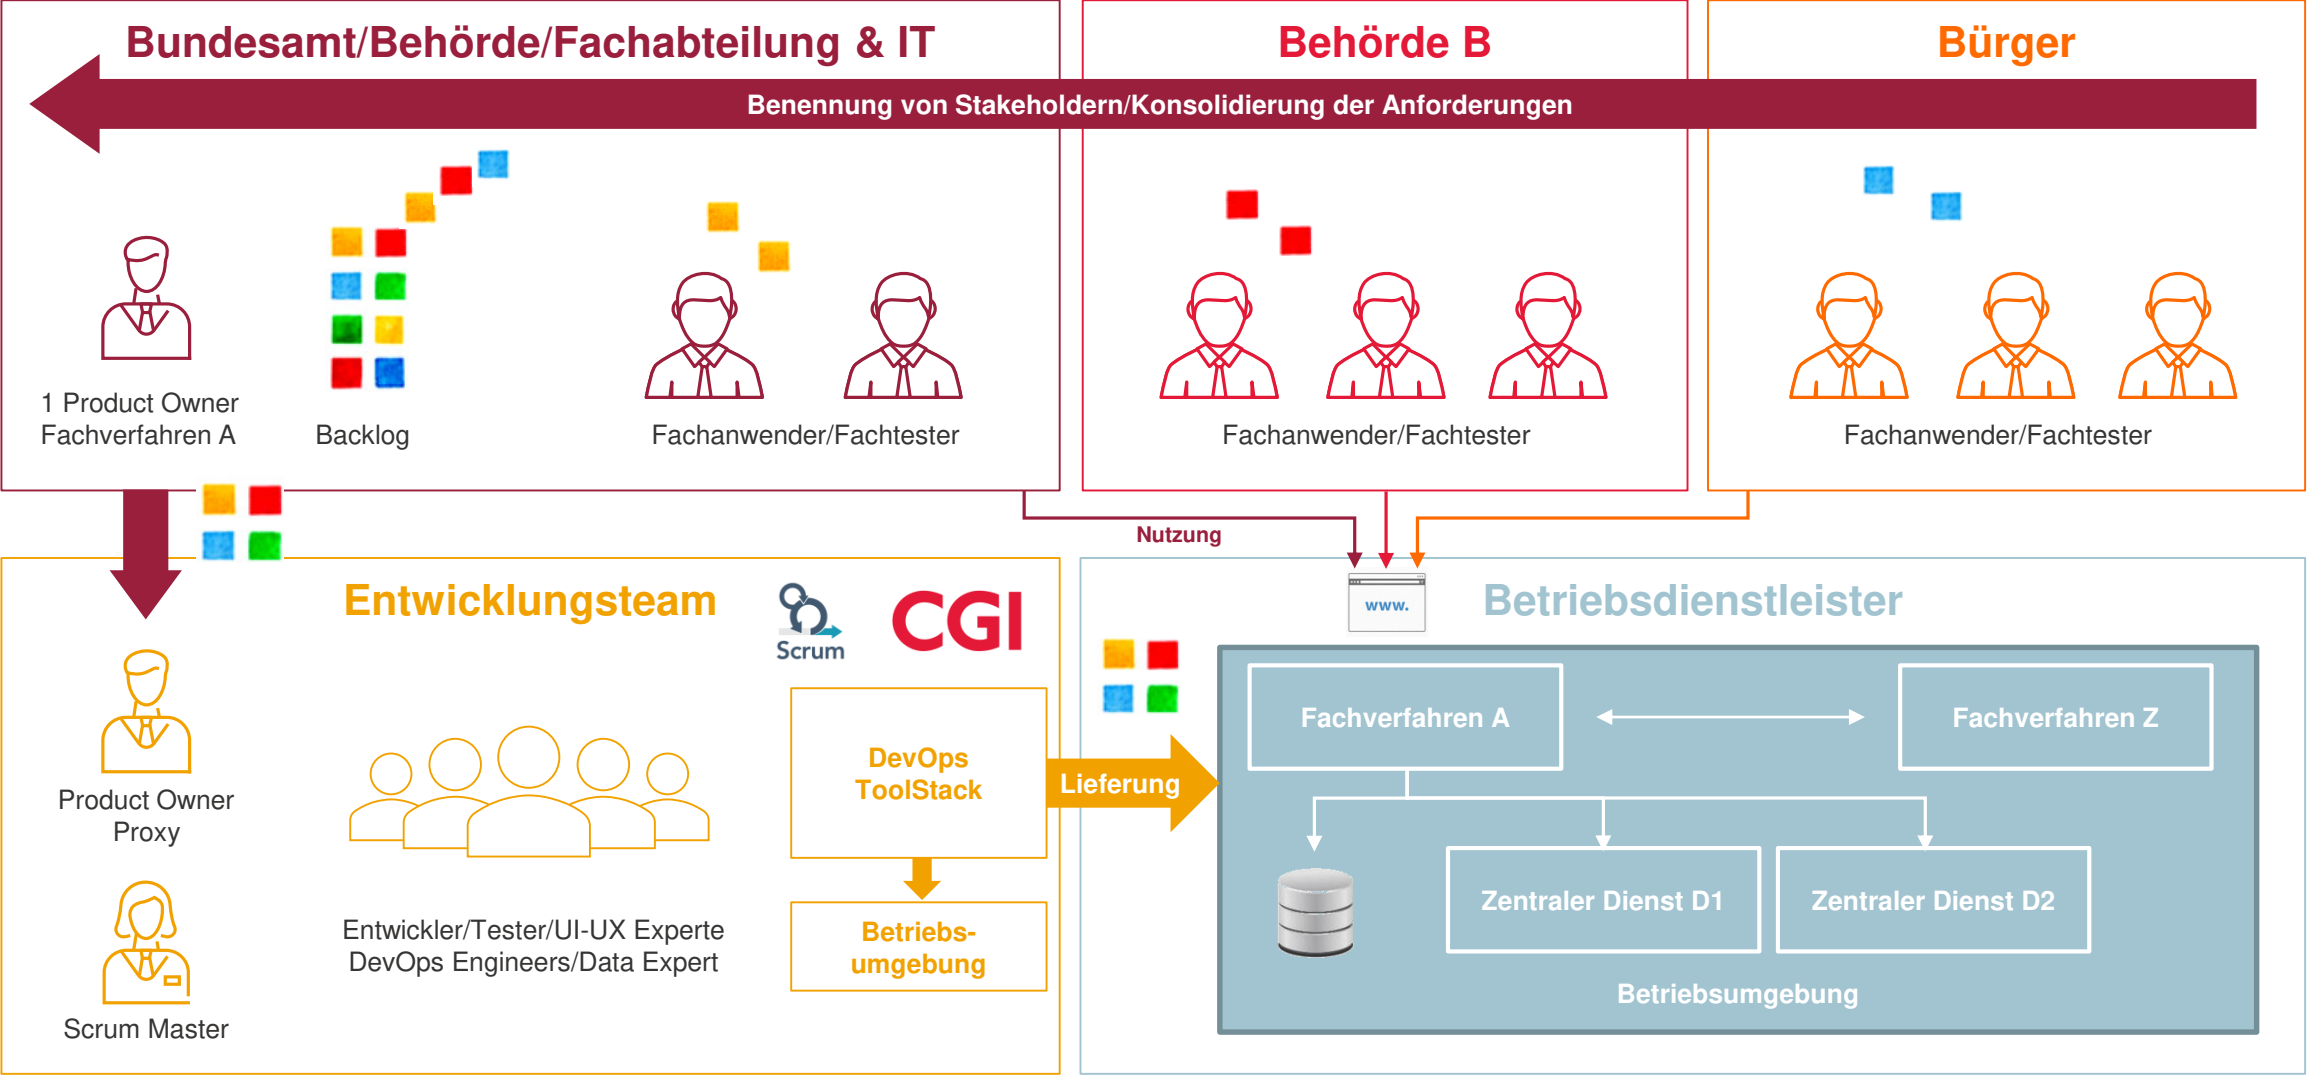 Bundesamt/Behörde/Fachabteilung & IT
Behörde B
Bürger
Benennung von Stakeholdern/Konsolidierung der Anforderungen
1 Product Owner
Fachverfahren A
Backlog
Fachanwender/Fachtester
Fachanwender/Fachtester
Fachanwender/Fachtester
Nutzung
Entwicklungsteam
Scrum
CGI
www.
Betriebsdienstleister
Product Owner
Proxy
Scrum Master
Entwickler/Tester/UI-UX Experte
DevOps Engineers/Data Expert
DevOps
ToolStack
Betriebs-
umgebung
Lieferung
Fachverfahren A
Fachverfahren Z
Zentraler Dienst D1
Zentraler Dienst D2
Betriebsumgebung